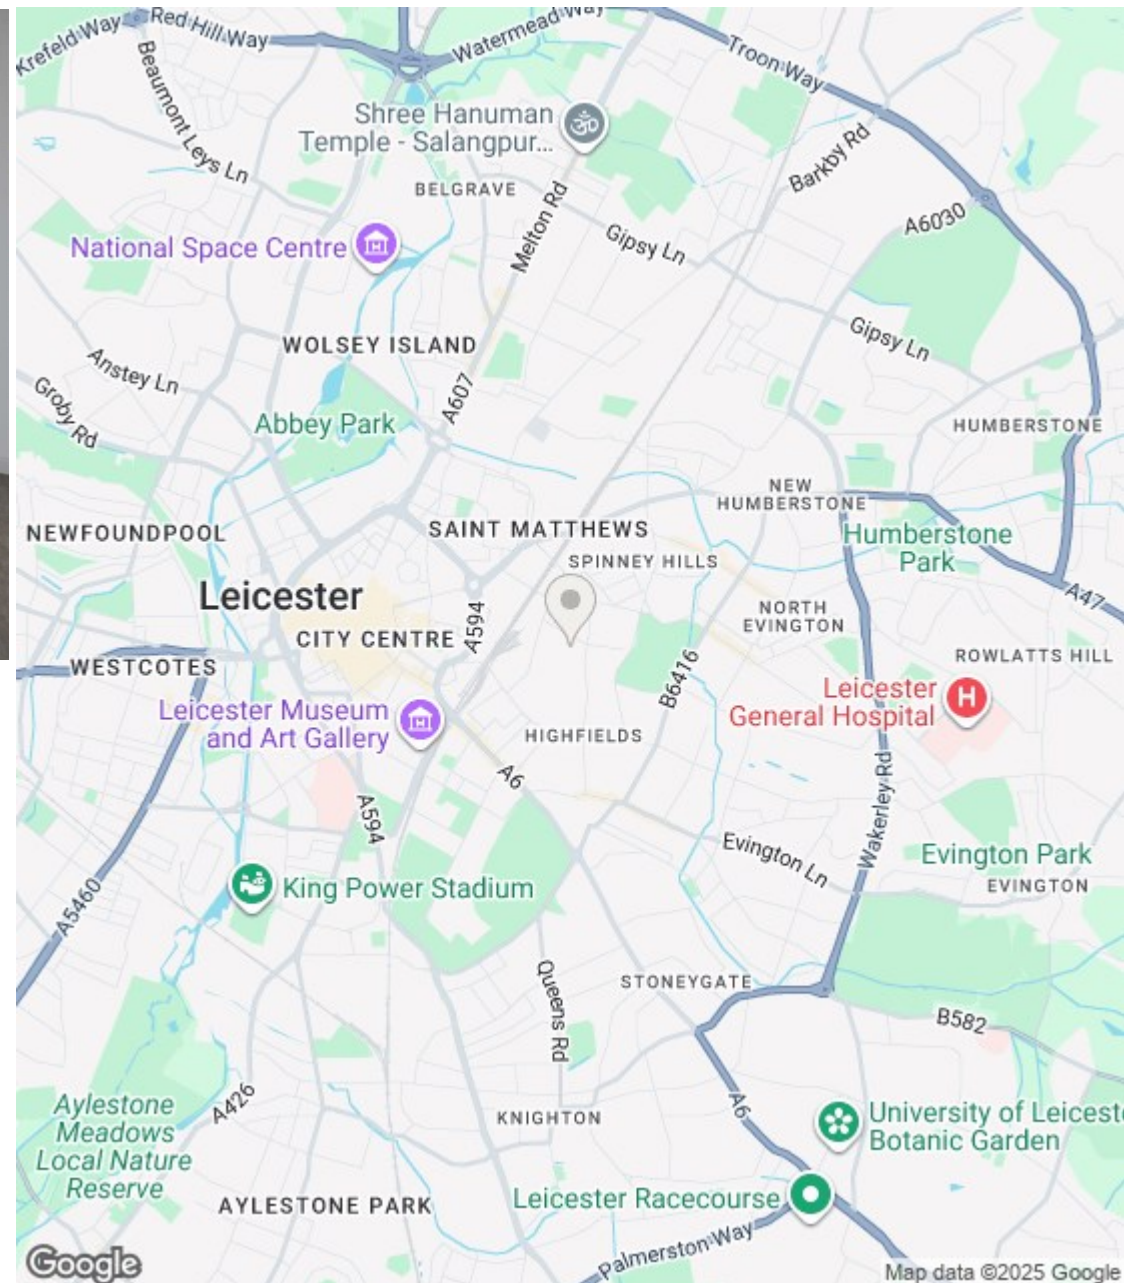 Krefeld Way
Red Hill Way
Watermead Way
Troon Way
Beaumont Leys Ln
Shree Hanuman
Temple - Salangpur...
Barkby Rd
BELGRAVE
Melton Rd
A6030
Gipsy Ln
National Space Centre
WOLSEY ISLAND
Gipsy Ln
Anstey Ln
Groby Rd
A607
Abbey Park
HUMBERSTONE
NEW
HUMBERSTONE
NEWFOUNDPOOL
SAINT MATTHEWS
Humberstone
Park
SPINNEY HILLS
Leicester
A47
NORTH
EVINGTON
CITY CENTRE
A594
WESTCOTES
ROWLATTS HILL
B6416
Leicester
General Hospital
H
Leicester Museum
and Art Gallery
HIGHFIELDS
A6
A594
Wakerley Rd
Evington Ln
Evington Park
EVINGTON
King Power Stadium
A5460
STONEYGATE
Queens Rd
B582
A426
Aylestone
Meadows
Local Nature
Reserve
KNIGHTON
A6
University of Leicest
Botanic Garden
AYLESTONE PARK
Leicester Racecourse
Palmerston Way
Google
Map data ©2025 Google